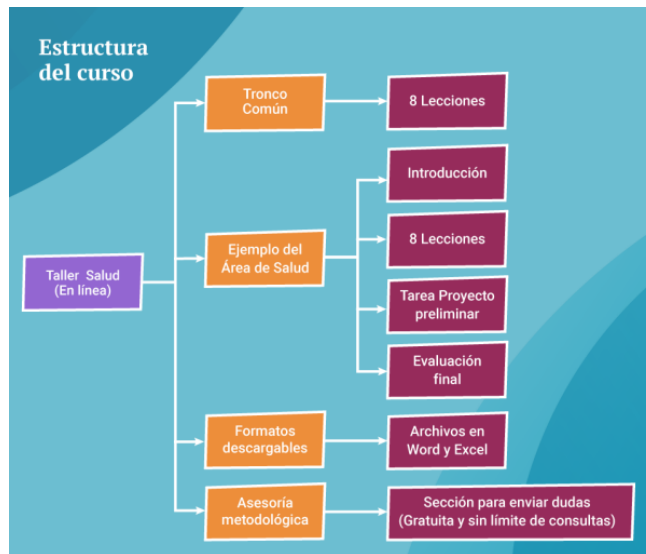 Estructura
del curso
Taller Salud
(En línea)
Tronco
Común
8 Lecciones
Ejemplo del
Área de Salud
Introducción
8 Lecciones
Tarea Proyecto
preliminar
Evaluación
final
Formatos
descargables
Archivos en
Word y Excel
Asesoría
metodológica
Sección para enviar dudas
(Gratuita y sin límite de consultas)